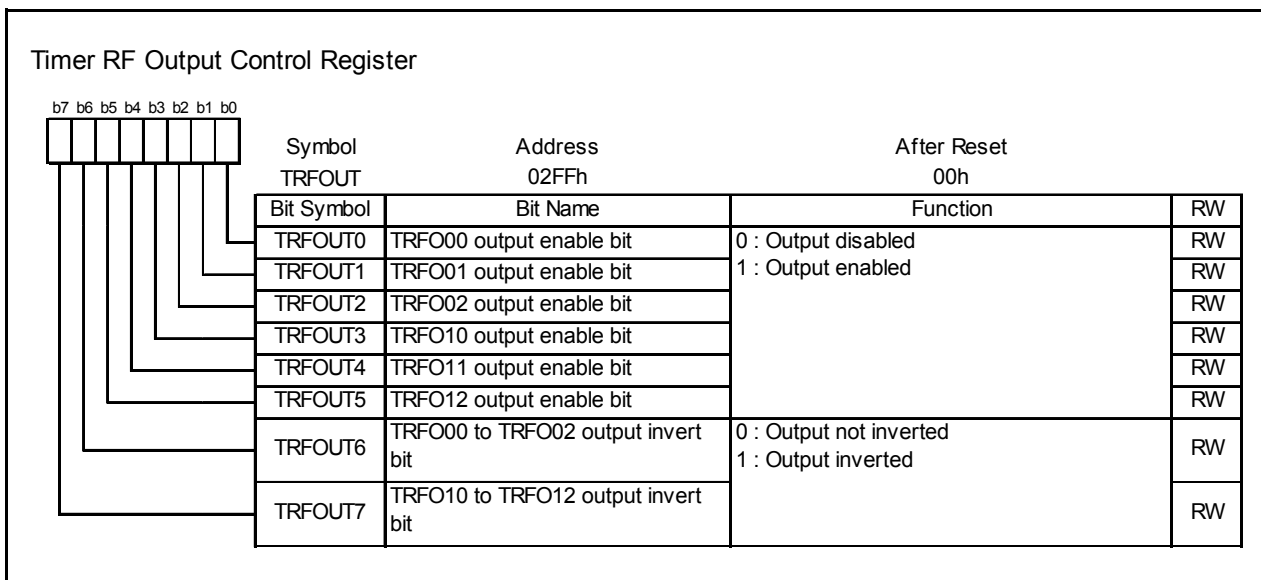 Timer RF Output Control Register
b7 b6 b5 b4 b3 b2 b1 b0
Symbol Address After Reset
TRFOUT 02FFh 00h
Bit Symbol Bit Name Function RW
TRFOUT0 TRFO00 output enable bit 0 : Output disabled RW
TRFOUT1 TRFO01 output enable bit 1 : Output enabled RW
TRFOUT2 TRFO02 output enable bit RW
TRFOUT3 TRFO10 output enable bit RW
TRFOUT4 TRFO11 output enable bit RW
TRFOUT5 TRFO12 output enable bit RW
TRFOUT6 TRFO00 to TRFO02 output invert bit 0 : Output not inverted RW
1 : Output inverted
TRFOUT7 TRFO10 to TRFO12 output invert bit RW